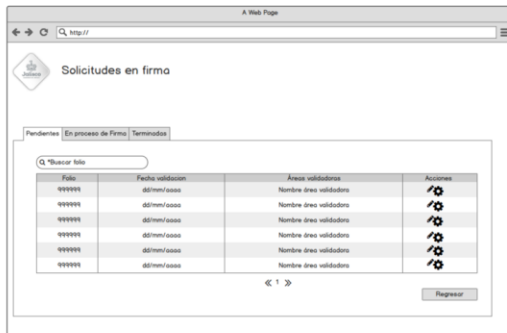 A Web Page
http://
Jalisco
Solicitudes en firma
Pendientes En proceso de Firma Terminadas
*Buscar folio
Folio Fecha validacion Áreas validadoras Acciones
999999 dd/mm/aaaa Nombre área validadora
999999 dd/mm/aaaa Nombre área validadora
999999 dd/mm/aaaa Nombre área validadora
999999 dd/mm/aaaa Nombre área validadora
999999 dd/mm/aaaa Nombre área validadora
999999 dd/mm/aaaa Nombre área validadora
1
Regresar